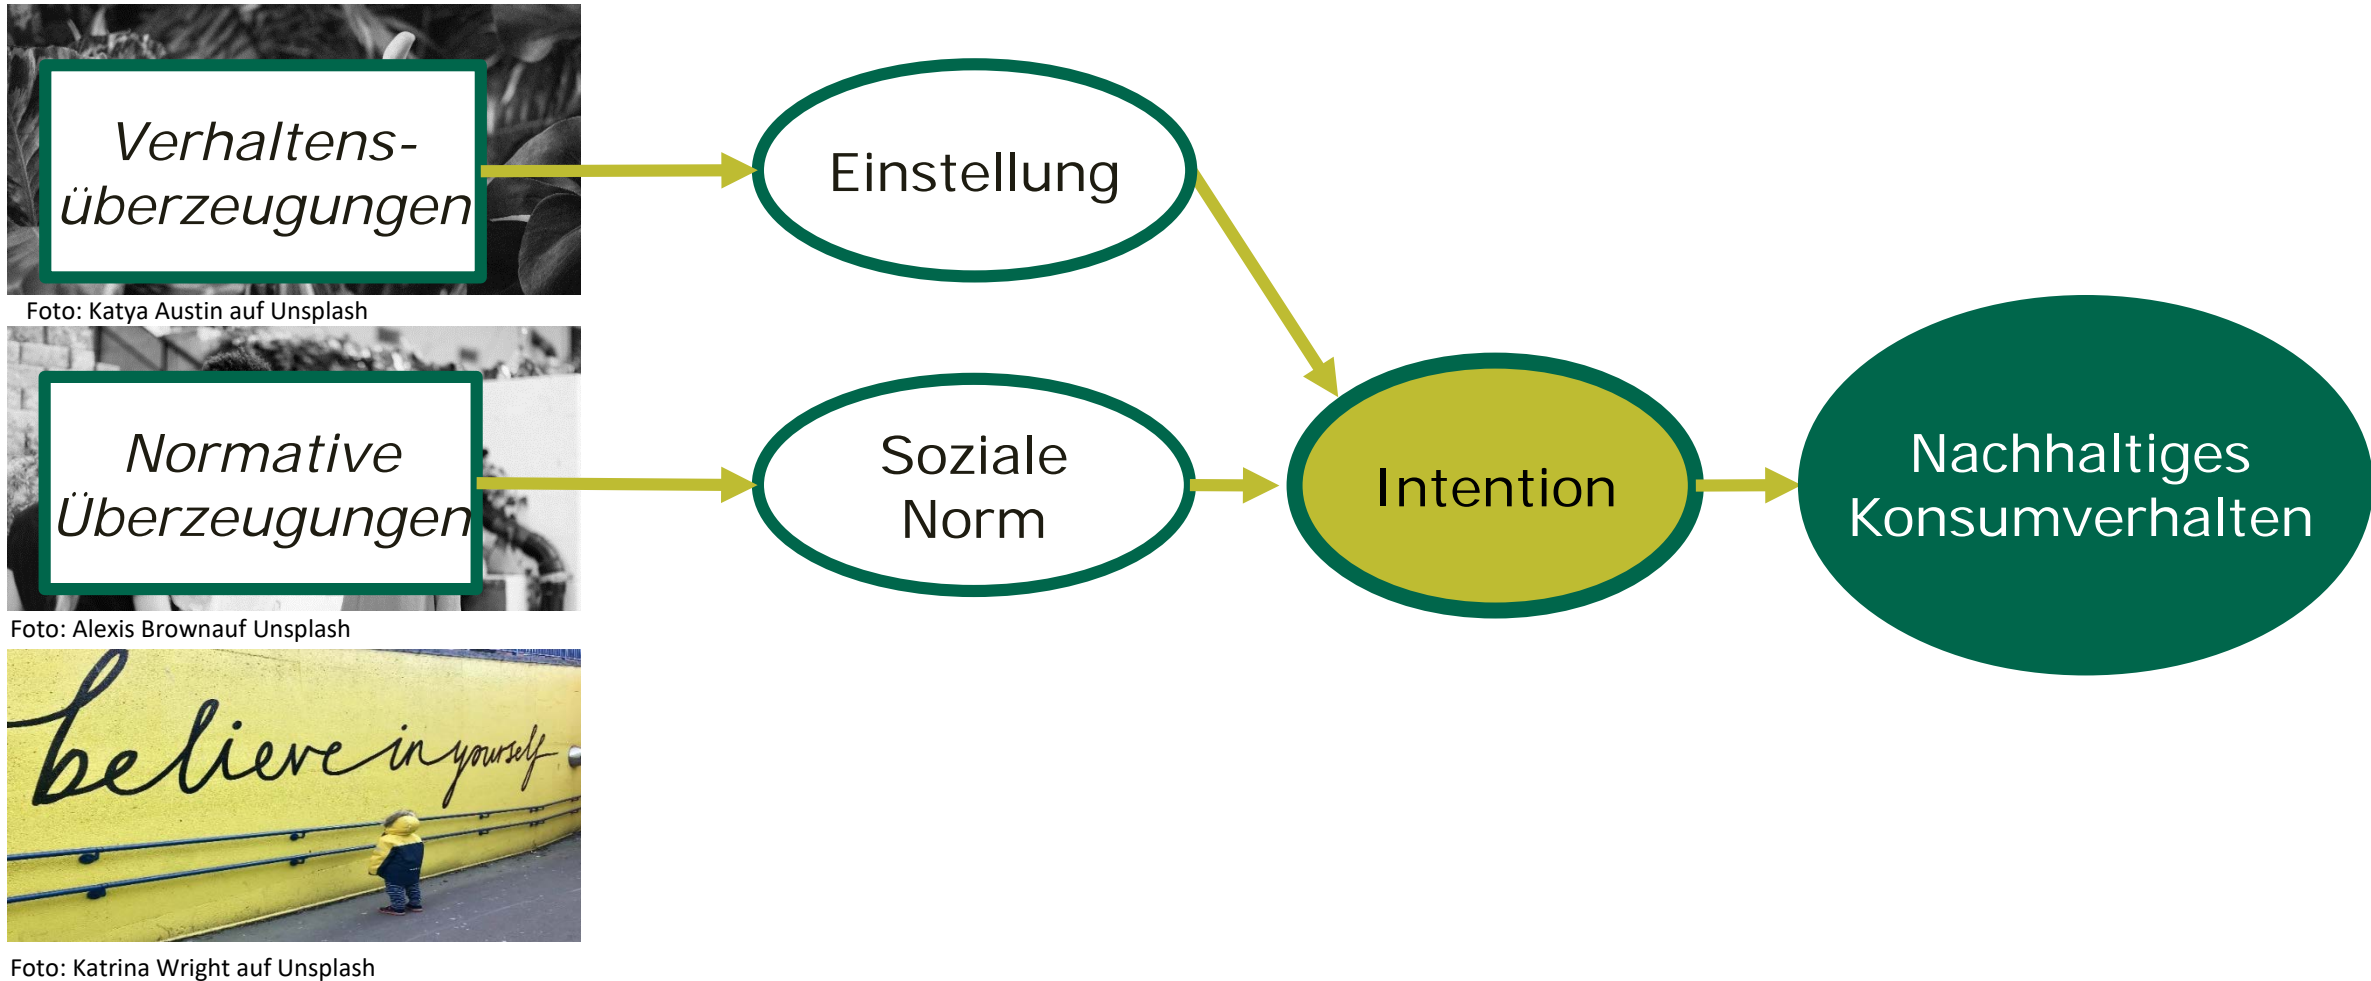 Verhaltens-
überzeugungen
Einstellung
Foto: Katya Austin auf Unsplash
Normative
Überzeugungen
Soziale
Norm
Intention
Nachhaltiges
Konsumverhalten
Foto: Alexis Brownauf Unsplash
believe in yourself
Foto: Katrina Wright auf Unsplash